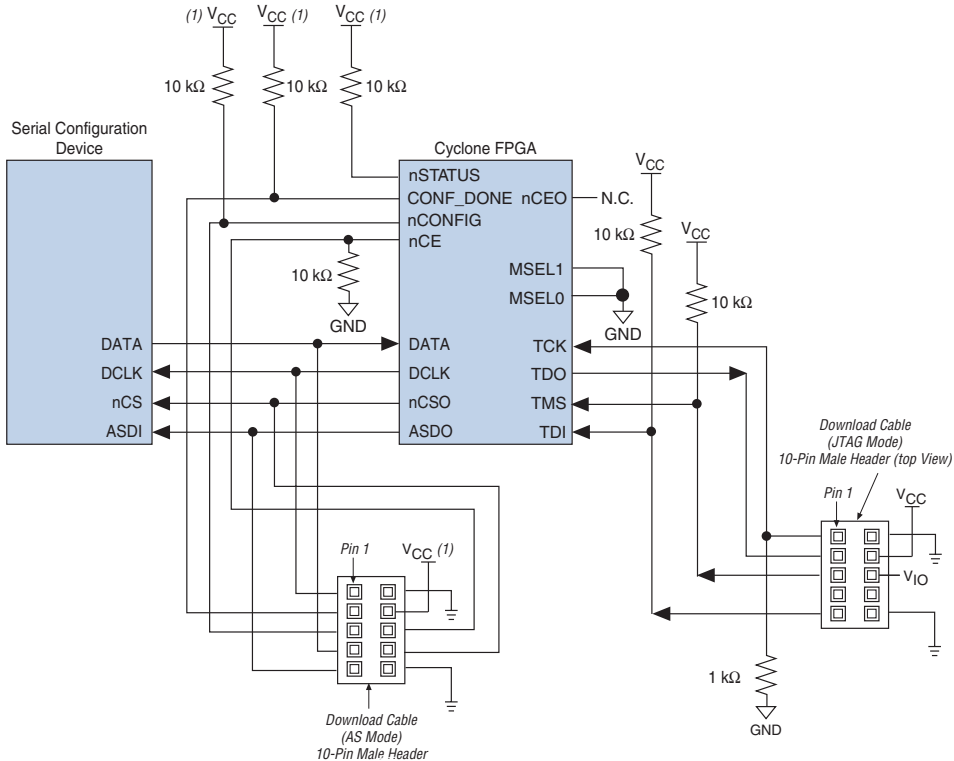 (1) VCC
VCC (1)
VCC (1)
10 kΩ
10 kΩ
10 kΩ
Serial Configuration
Device
Cyclone FPGA
nSTATUS
CONF_DONE
nCONFIG
nCE
nCEO
N.C.
VCC
10 kΩ
VCC
10 kΩ
10 kΩ
GND
MSEL1
MSEL0
GND
DATA
DCLK
nCS
ASDI
DATA
DCLK
nCSO
ASDO
TCK
TDO
TMS
TDI
Download Cable
(JTAG Mode)
10-Pin Male Header (top View)
Pin 1
VCC
VIO
Pin 1
VCC (1)
1 kΩ
GND
Download Cable
(AS Mode)
10-Pin Male Header